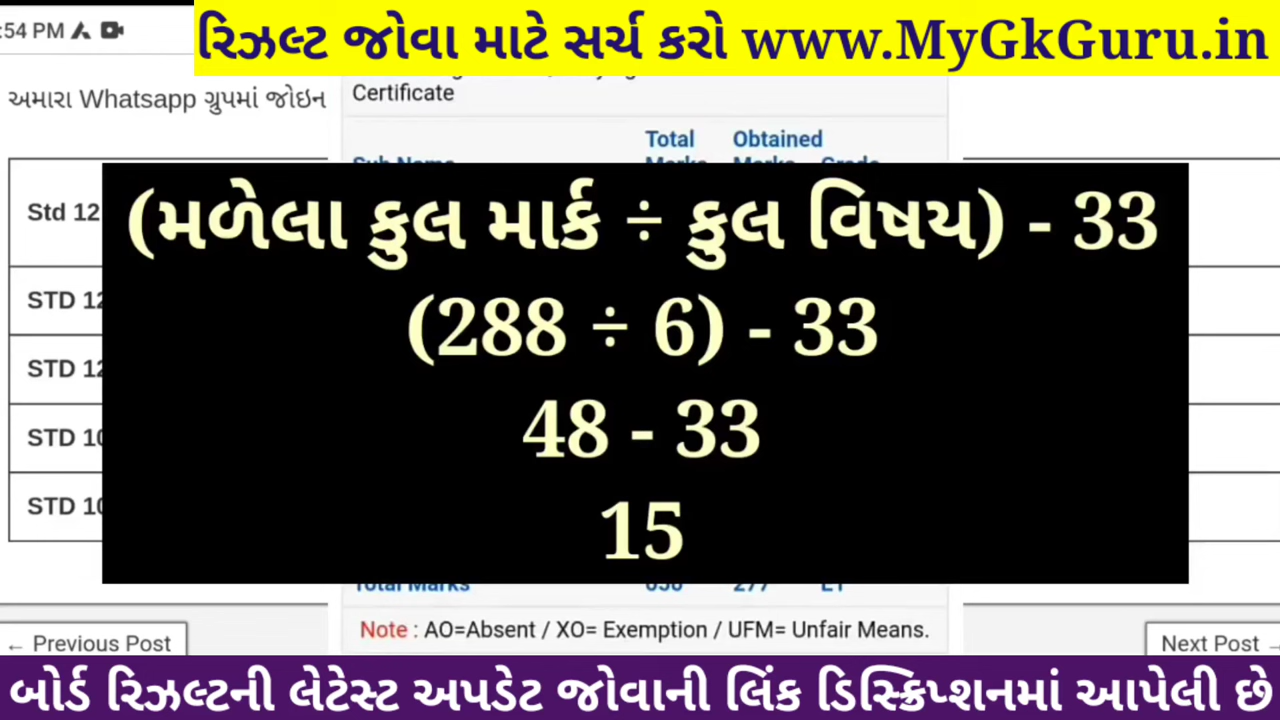 :54 PM
રિઝલ્ટ જોવા માટે સર્ચ કરો www.MyGkGuru.in
અમારા Whatsapp ગ્રુપમાં જોઇન
Certificate
Total Obtained
Std 12
(મળેલા કુલ માર્ક ÷ કુલ વિષય) - 33
STD 12
(288 ÷ 6) - 33
STD 12
48 - 33
STD 10
STD 10
15
Total Marks
Note : AO=Absent / XO= Exemption / UFM= Unfair Means.
← Previous Post
Next Post
બોર્ડ રિઝલ્ટની લેટેસ્ટ અપડેટ જોવાની લિંક ડિસ્ક્રિપ્શનમાં આપેલી છે